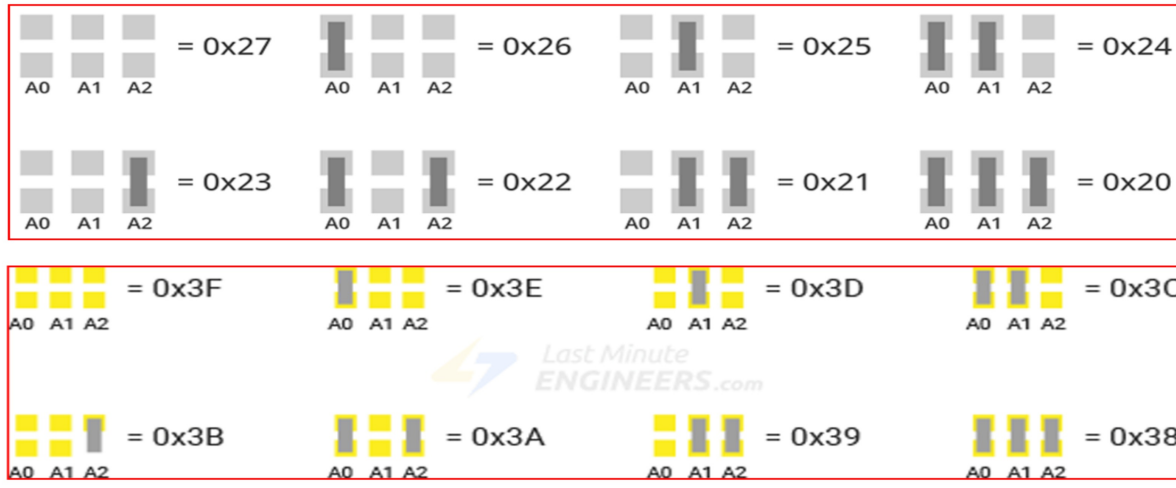 = 0x27 = 0x26 = 0x25 = 0x24
A0 A1 A2 A0 A1 A2 A0 A1 A2 A0 A1 A2
= 0x23 = 0x22 = 0x21 = 0x20
A0 A1 A2 A0 A1 A2 A0 A1 A2 A0 A1 A2
= 0x3F = 0x3E = 0x3D = 0x3C
A0 A1 A2 A0 A1 A2 A0 A1 A2 A0 A1 A2
Last Minute
ENGINEERS.com
= 0x3B = 0x3A = 0x39 = 0x38
A0 A1 A2 A0 A1 A2 A0 A1 A2 A0 A1 A2